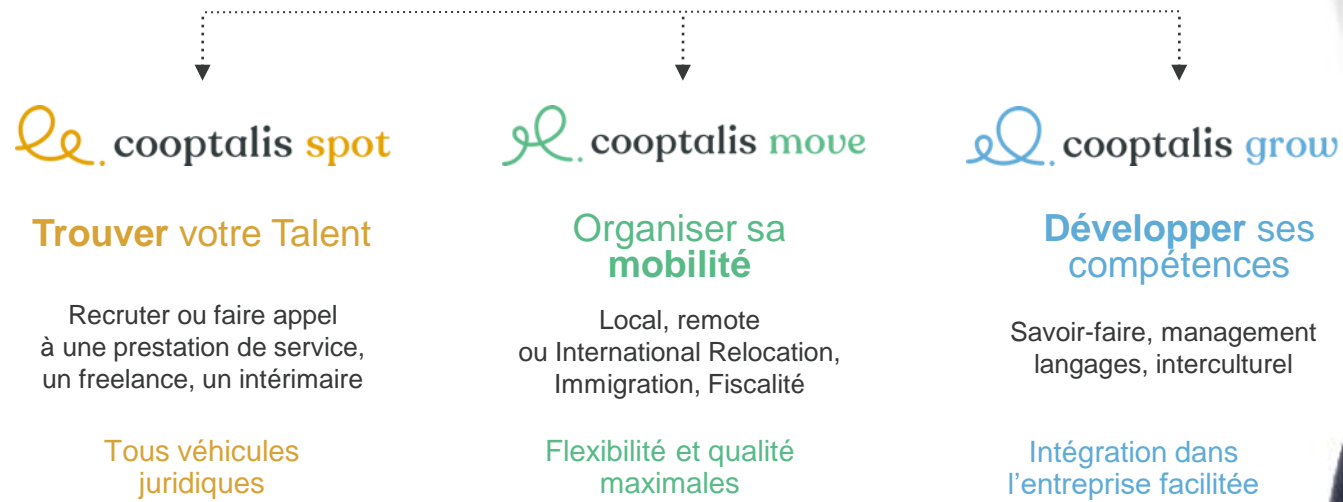 cooptalis spot
Trouver votre Talent
Recruter ou faire appel
à une prestation de service,
un freelance, un intérimaire
Tous véhicules
juridiques
cooptalis move
Organiser sa
mobilité
Local, remote
ou International Relocation,
Immigration, Fiscalité
Flexibilité et qualité
maximales
cooptalis grow
Développer ses
compétences
Savoir-faire, management
langages, interculturel
Intégration dans
l'entreprise facilitée